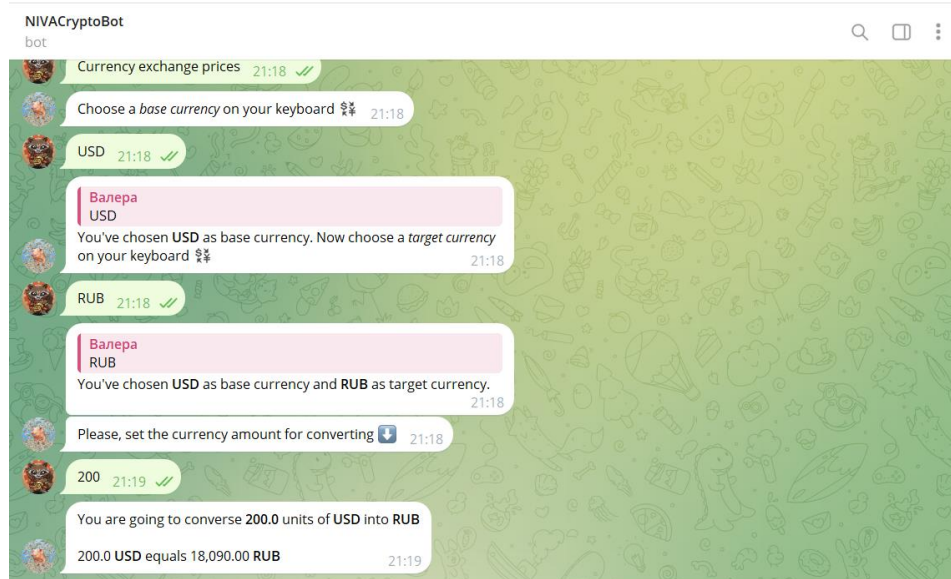 NIVACryptoBot
bot
Currency exchange prices 21:18
Choose a base currency on your keyboard 💱 21:18
USD 21:18
Валера
USD
You've chosen USD as base currency. Now choose a target currency
on your keyboard 💱 21:18
RUB 21:18
Валера
RUB
You've chosen USD as base currency and RUB as target currency.
21:18
Please, set the currency amount for converting ⬇️ 21:18
200 21:19
You are going to converse 200.0 units of USD into RUB
200.0 USD equals 18,090.00 RUB 21:19